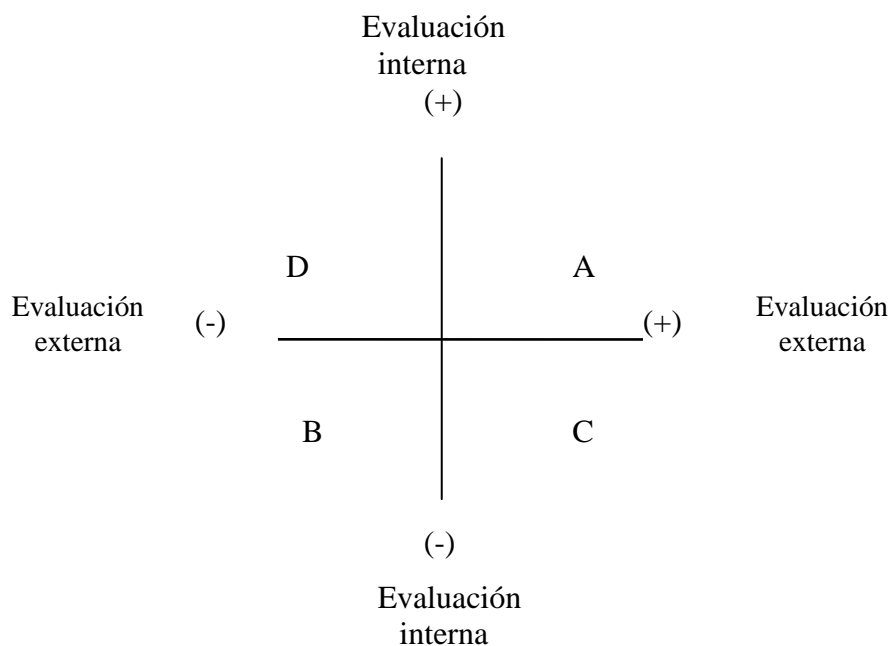 Evaluación
interna
(+)
D
A
Evaluación
externa
(-)
(+)
Evaluación
externa
B
C
(-)
Evaluación
interna